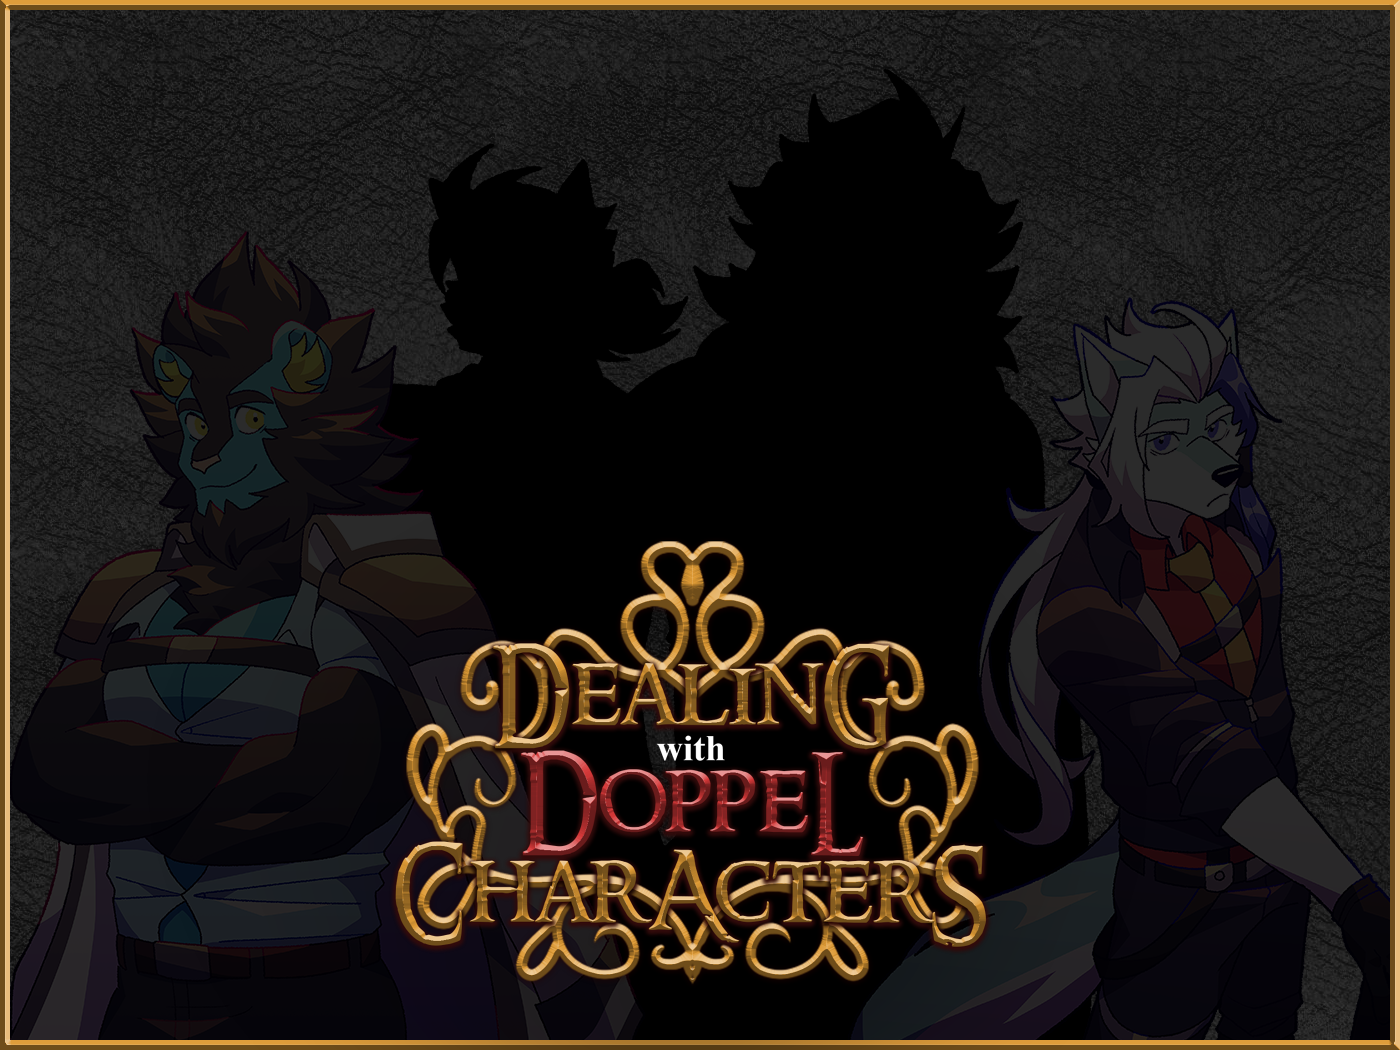 Dealing
with
Doppel
Characters